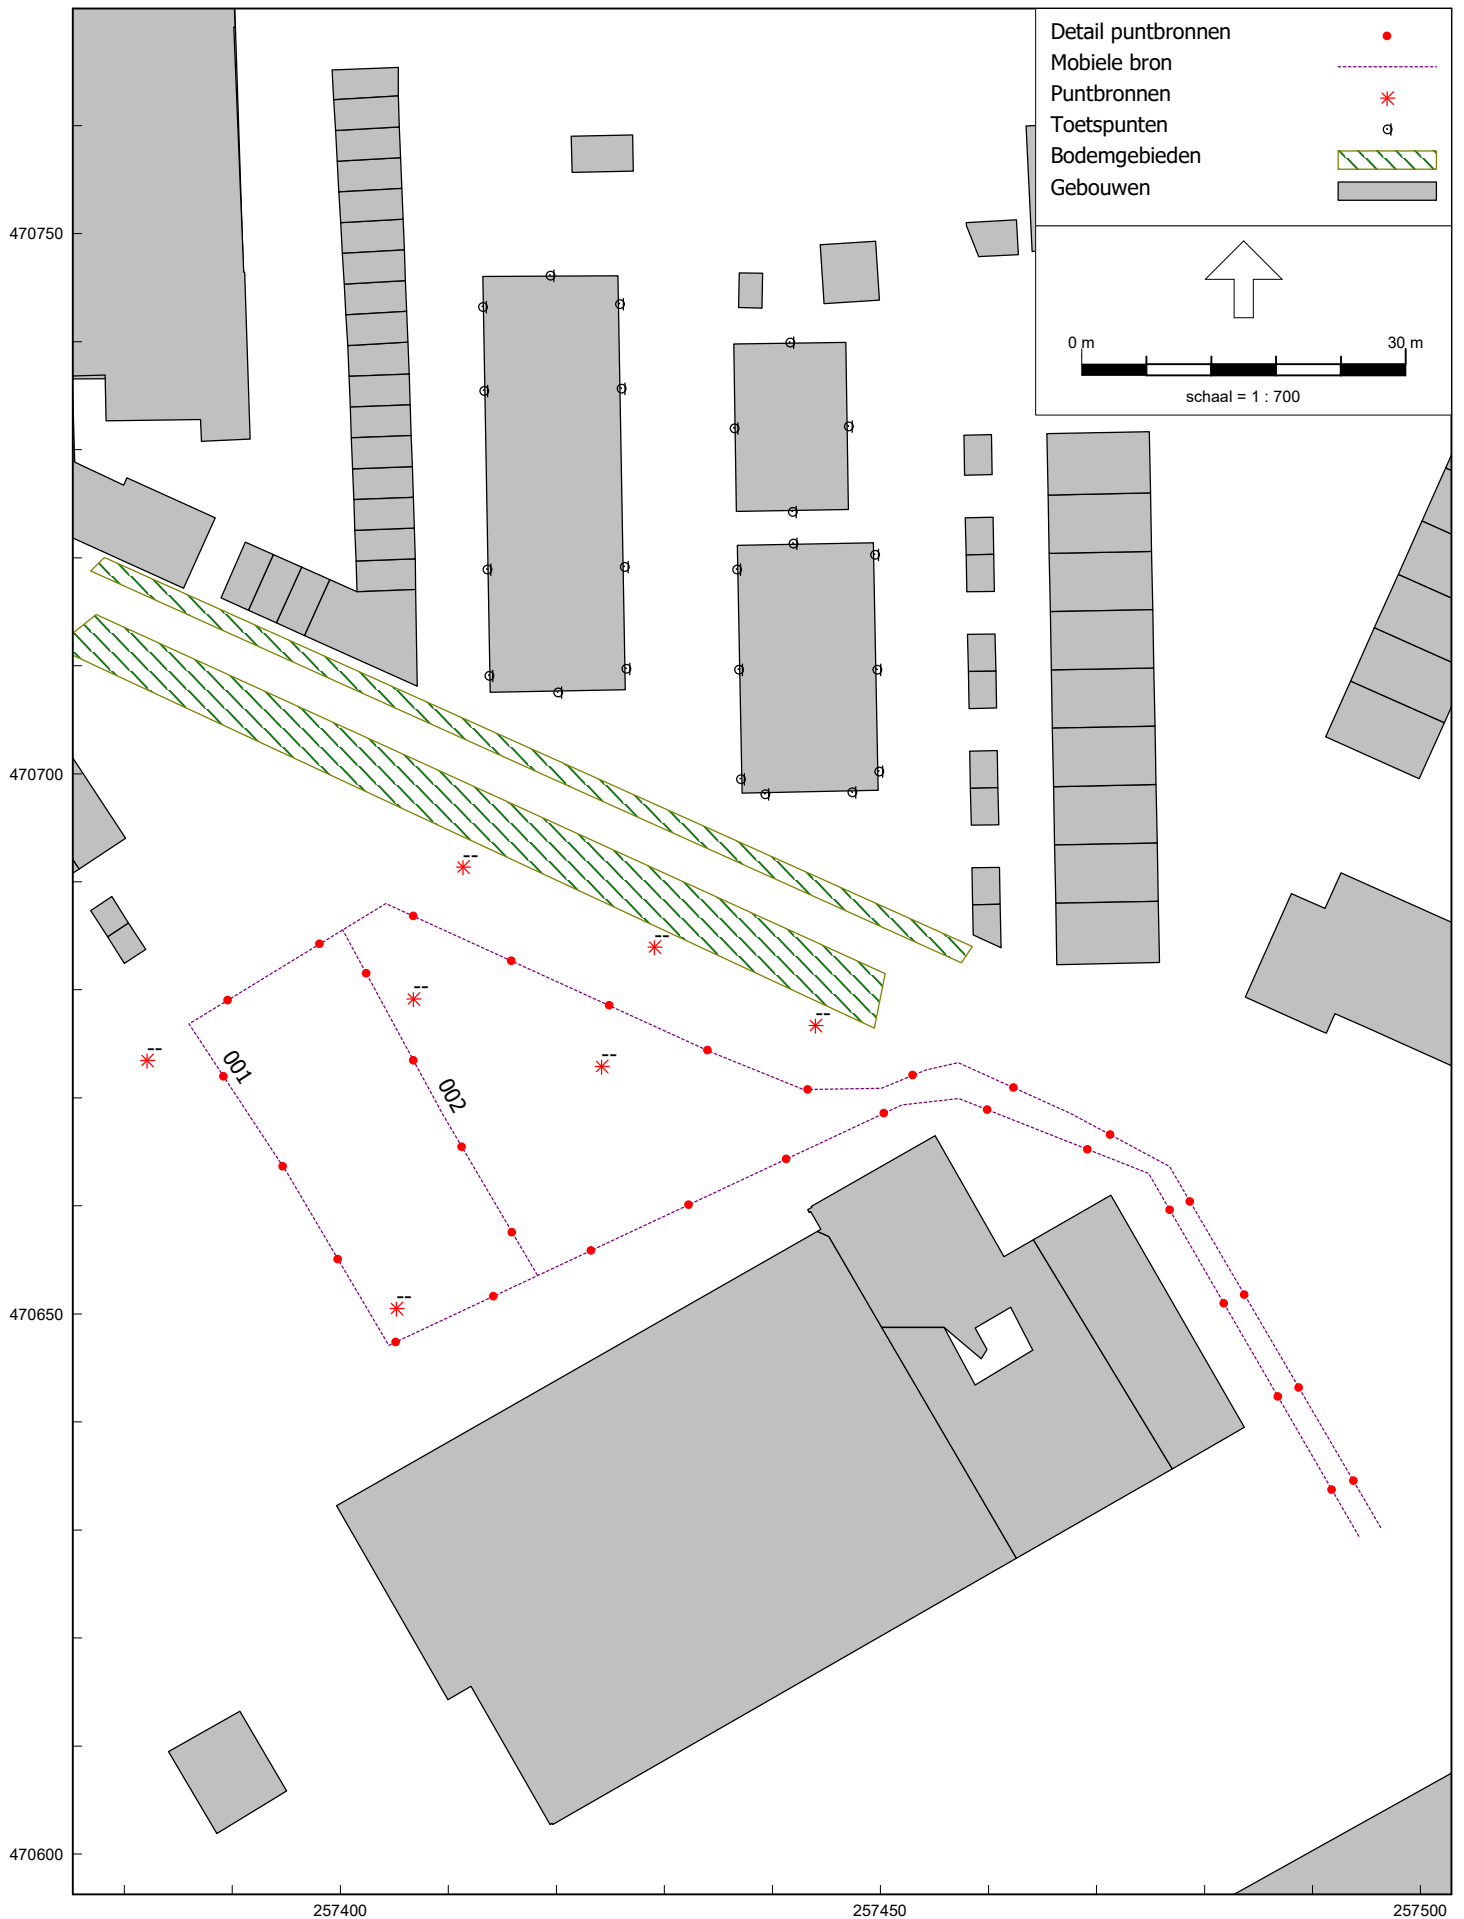 Detail puntbronnen
Mobiele bron
Puntbronnen
Toetspunten
Bodemgebieden
Gebouwen
0 m 30 m
schaal = 1 : 700
470750
470700
--
--
--
--
--
--
001
002
--
470650
470600
257400 257450 257500